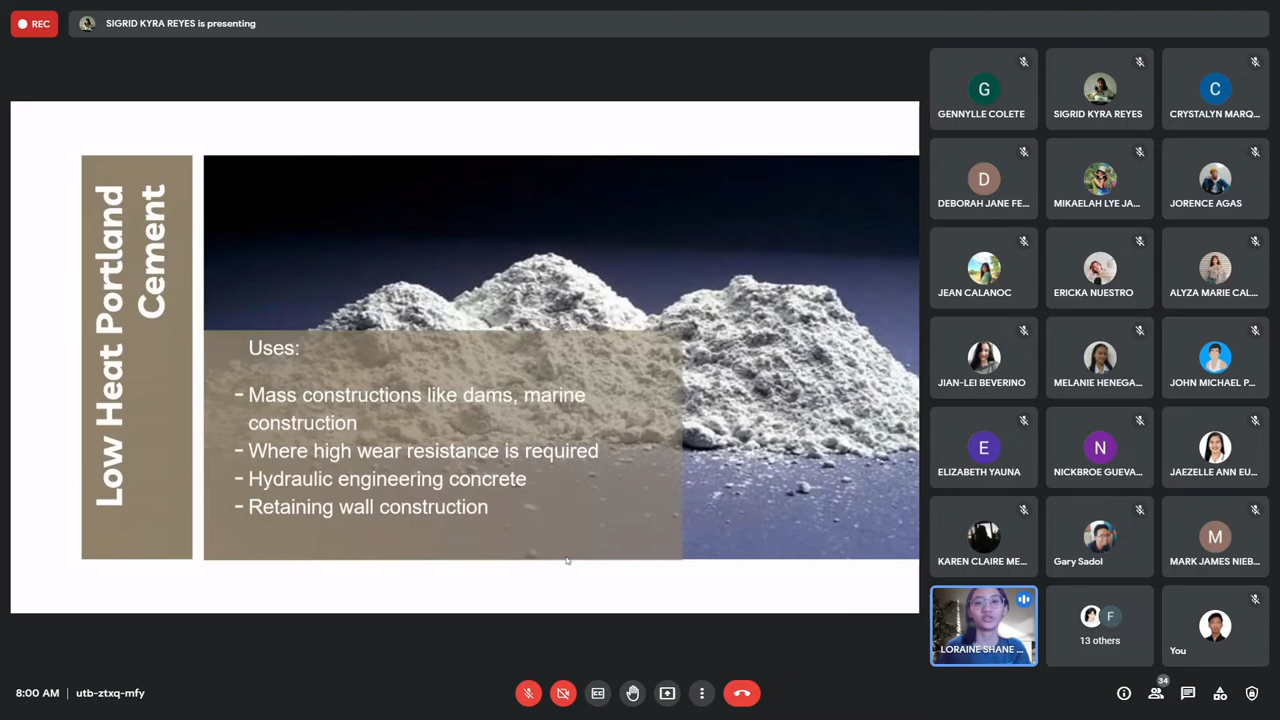 REC
SIGRID KYRA REYES is presenting
Low Heat Portland
Cement
Uses:
- Mass constructions like dams, marine
construction
- Where high wear resistance is required
- Hydraulic engineering concrete
- Retaining wall construction
G
GENNYLLE COLETE
SIGRID KYRA REYES
C
CRYSTALYN MARQ...
D
DEBORAH JANE FE...
MIKAELAH LYE JA...
JORENCE AGAS
JEAN CALANOC
ERICKA NUESTRO
ALYZA MARIE CAL...
JIAN-LEI BEVERINO
MELANIE HENEGA...
JOHN MICHAEL P...
E
ELIZABETH YAUNA
N
NICKBROE GUEVA...
JAEZELLE ANN EU...
KAREN CLAIRE ME...
Gary Sadol
M
MARK JAMES NIEB...
LORAINE SHANE ...
F
13 others
You
8:00 AM | utb-ztxq-mfy
34